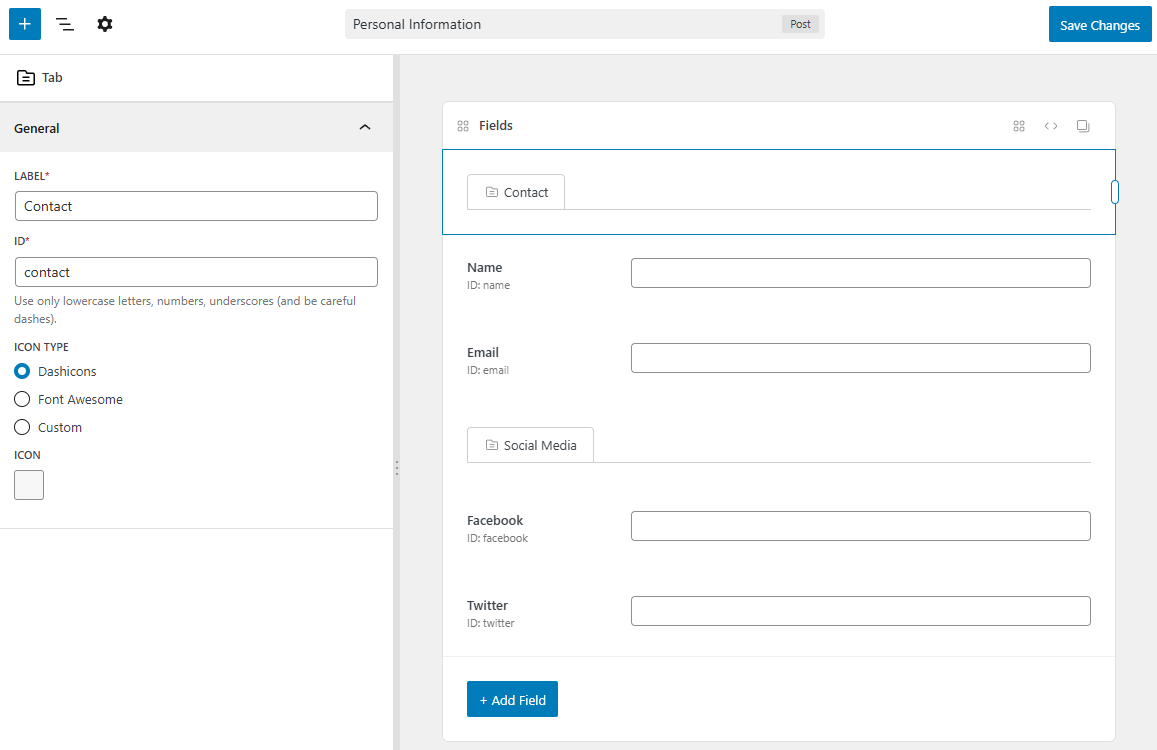 +
Personal Information
Post
Save Changes
Tab
General
LABEL*
Contact
ID*
contact
Use only lowercase letters, numbers, underscores (and be careful
dashes).
ICON TYPE
Dashicons
Font Awesome
Custom
ICON
Fields
Contact
Name
ID: name
Email
ID: email
Social Media
Facebook
ID: facebook
Twitter
ID: twitter
+ Add Field